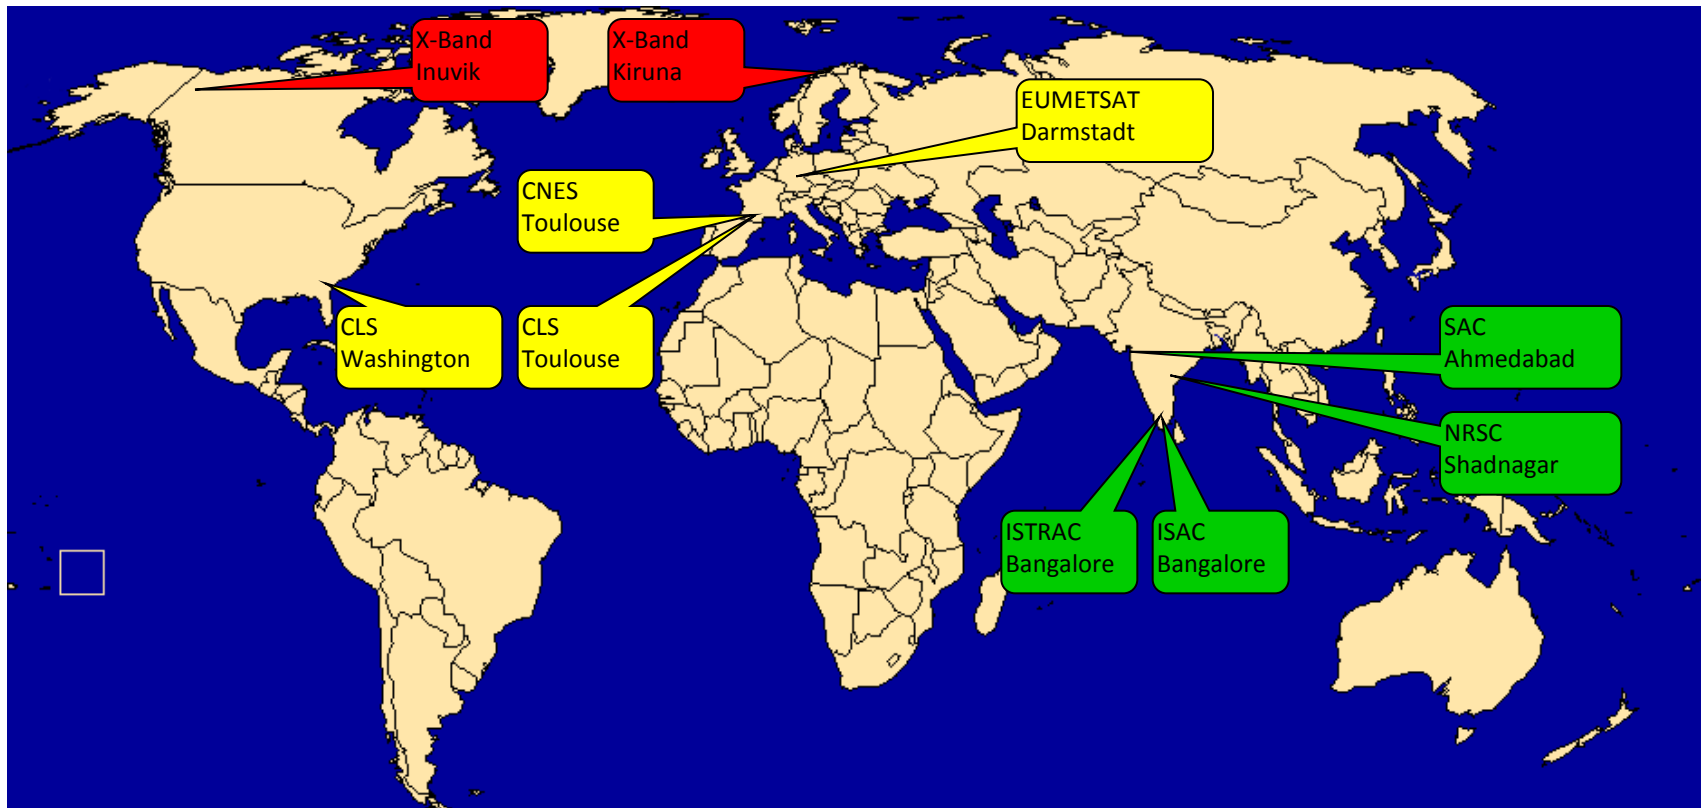 X-Band
Inuvik
X-Band
Kiruna
EUMETSAT
Darmstadt
CNES
Toulouse
CLS
Washington
CLS
Toulouse
SAC
Ahmedabad
NRSC
Shadnagar
ISTRAC
Bangalore
ISAC
Bangalore